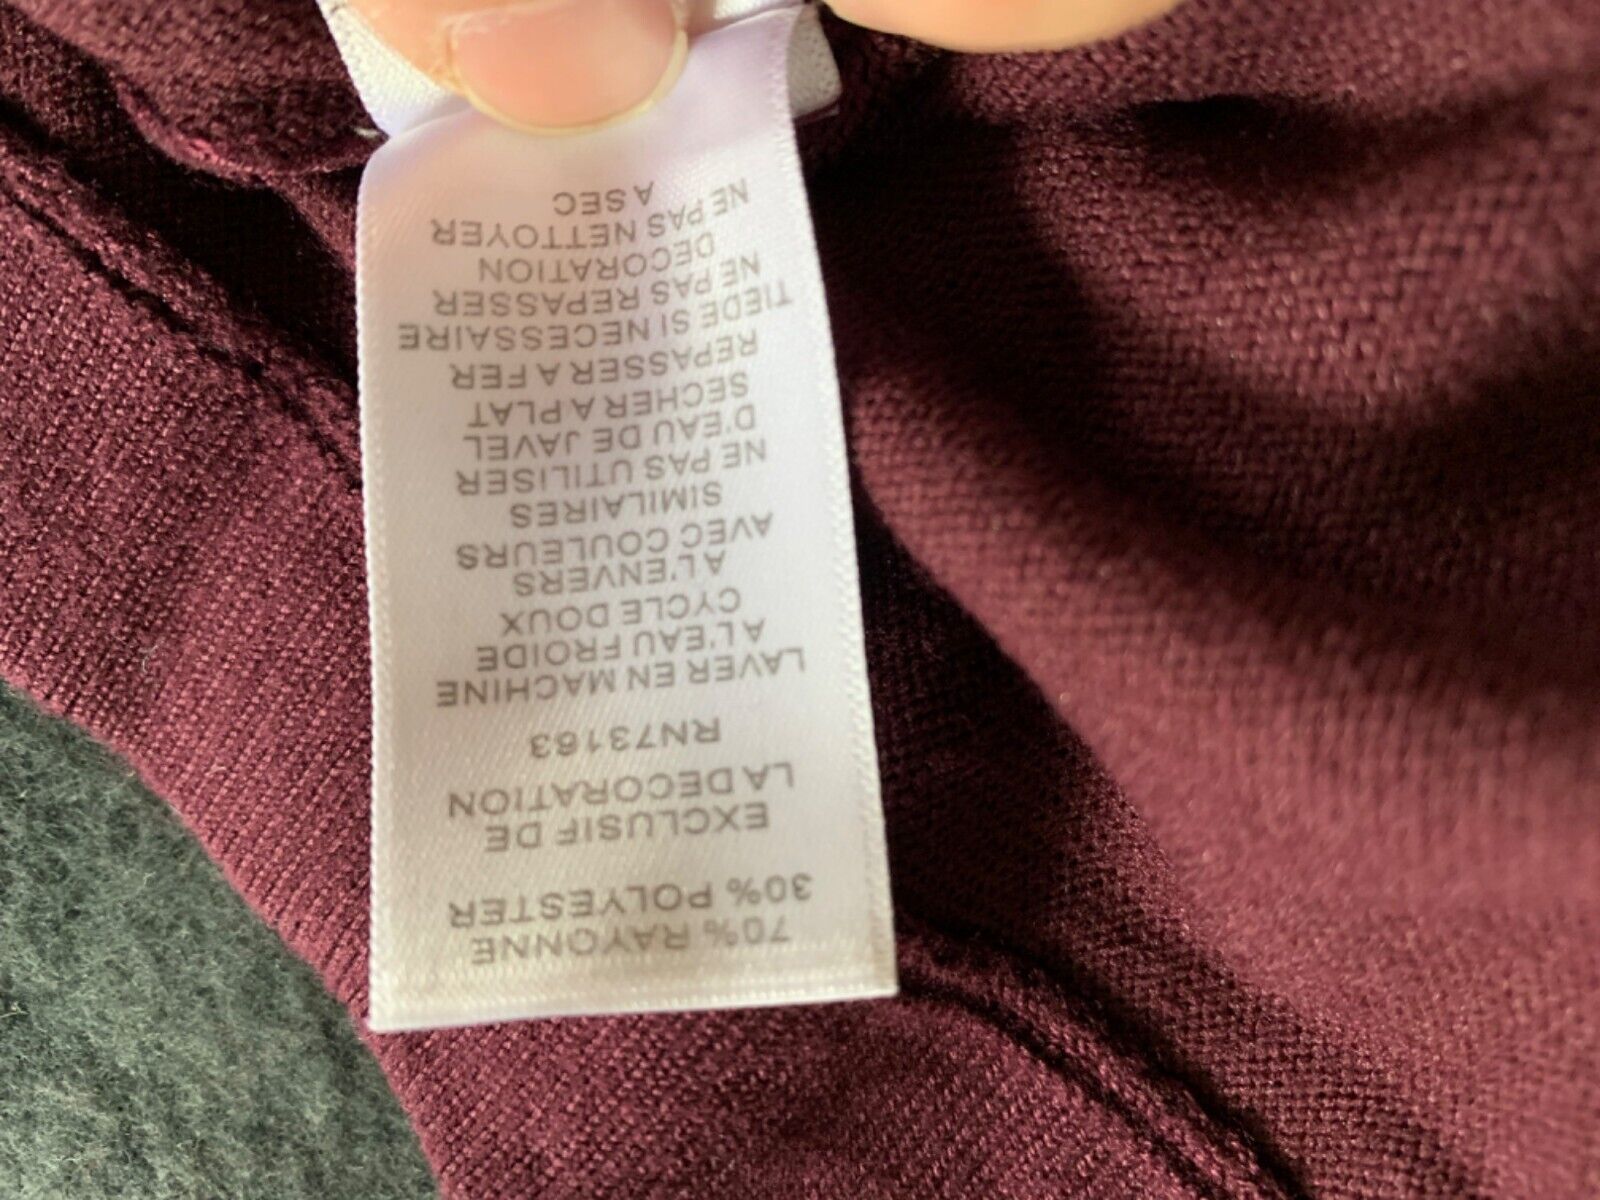 70% RAYONNE
30% POLYESTER
EXCLUSIF DE
LA DECORATION
RN73163
LAVER EN MACHINE
A L'EAU FROIDE
CYCLE DOUX
A L'ENVERS
AVEC COULEURS
SIMILAIRES
NE PAS UTILISER
D'EAU DE JAVEL
SECHER A PLAT
REPASSER A FER
TIEDE SI NECESSAIRE
NE PAS REPASSER
DECORATION
NE PAS NETTOYER
A SEC